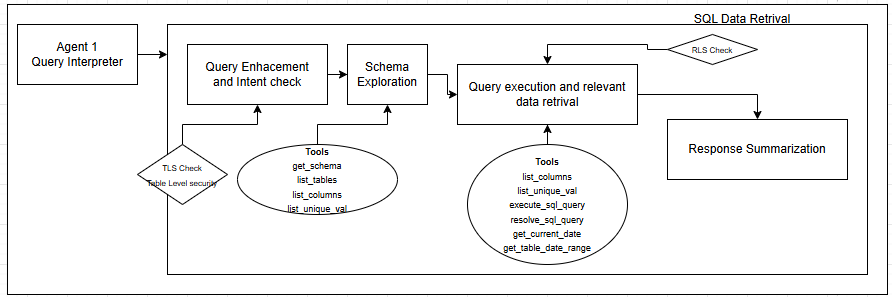 SQL Data Retrival
Agent 1
Query Interpreter
Query Enhacement
and Intent check
Schema
Exploration
Query execution and relevant
data retrival
RLS Check
Response Summarization
TLS Check
Table Level security
Tools
get_schema
list_tables
list_columns
list_unique_val
Tools
list_columns
list_unique_val
execute_sql_query
resolve_sql_query
get_current_date
get_table_date_range